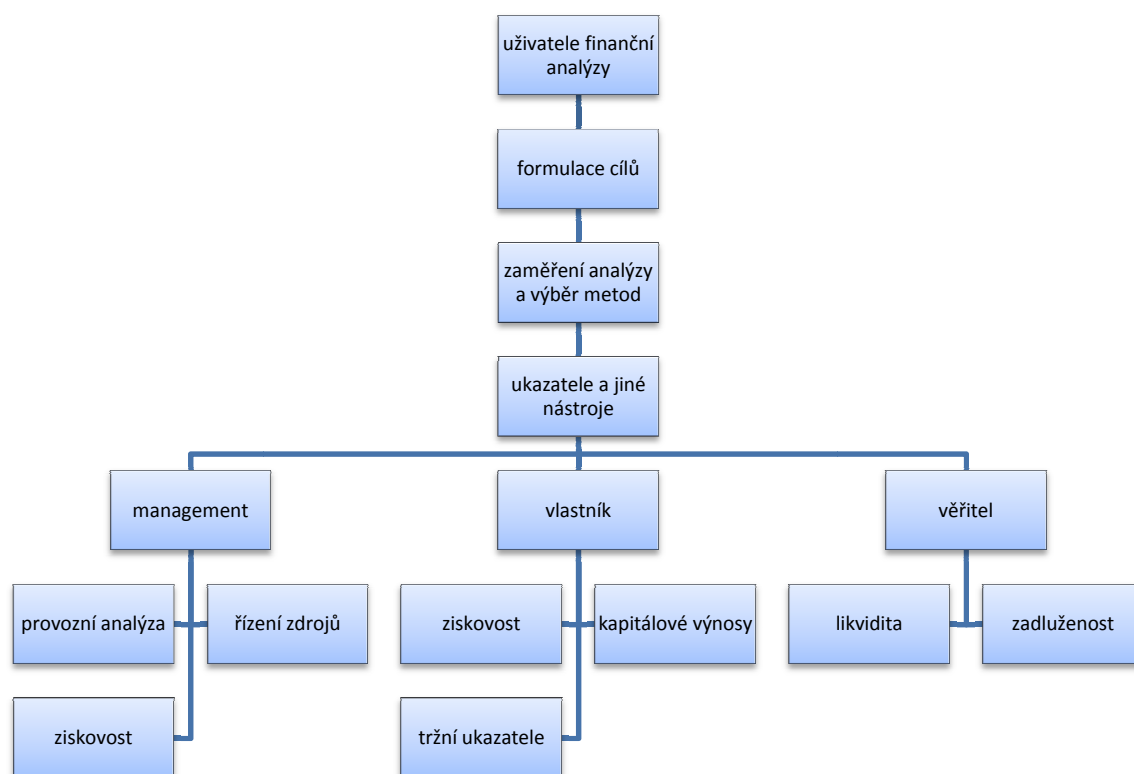 uživatele finanční
analýzy
formulace cílů
zaměření analýzy
a výběr metod
ukazatele a jiné
nástroje
management
vlastník
věřitel
provozní analýza
řízení zdrojů
ziskovost
kapitálové výnosy
likvidita
zadluženost
ziskovost
tržní ukazatele